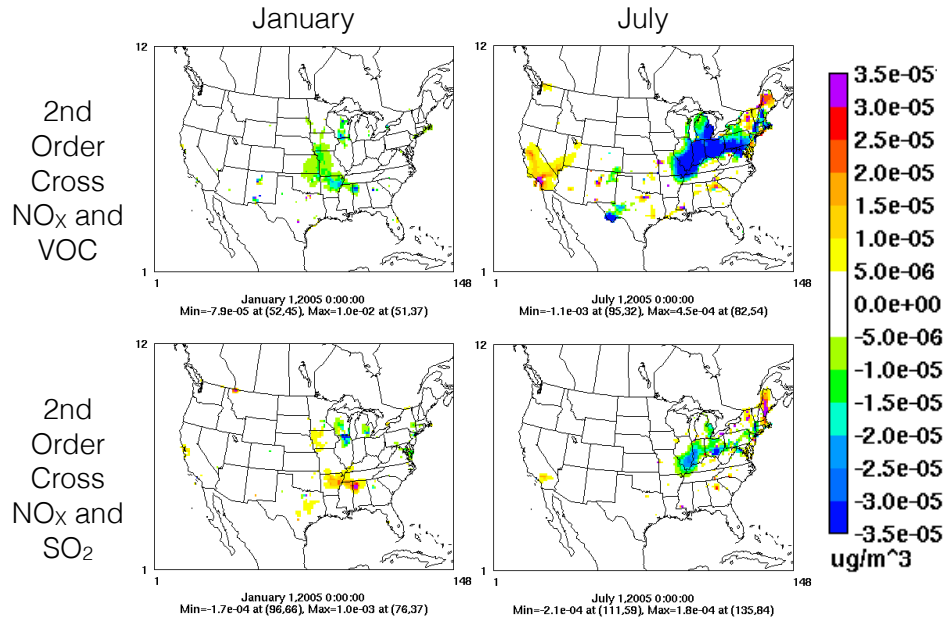 January
July
2nd
Order
Cross
NOX and
VOC
12
1
1
148
January 1,2005 0:00:00
Min=-7.9e-05 at (52,45), Max=1.0e-02 at (51,37)
12
1
1
148
July 1,2005 0:00:00
Min=-1.1e-03 at (95,32), Max=4.5e-04 at (82,54)
2nd
Order
Cross
NOX and
SO2
12
1
1
148
January 1,2005 0:00:00
Min=-1.7e-04 at (96,66), Max=1.0e-03 at (76,37)
12
1
1
148
July 1,2005 0:00:00
Min=-2.1e-04 at (111,59), Max=1.8e-04 at (135,84)
3.5e-05
3.0e-05
2.5e-05
2.0e-05
1.5e-05
1.0e-05
5.0e-06
0.0e+00
-5.0e-06
-1.0e-05
-1.5e-05
-2.0e-05
-2.5e-05
-3.0e-05
-3.5e-05
ug/m^3